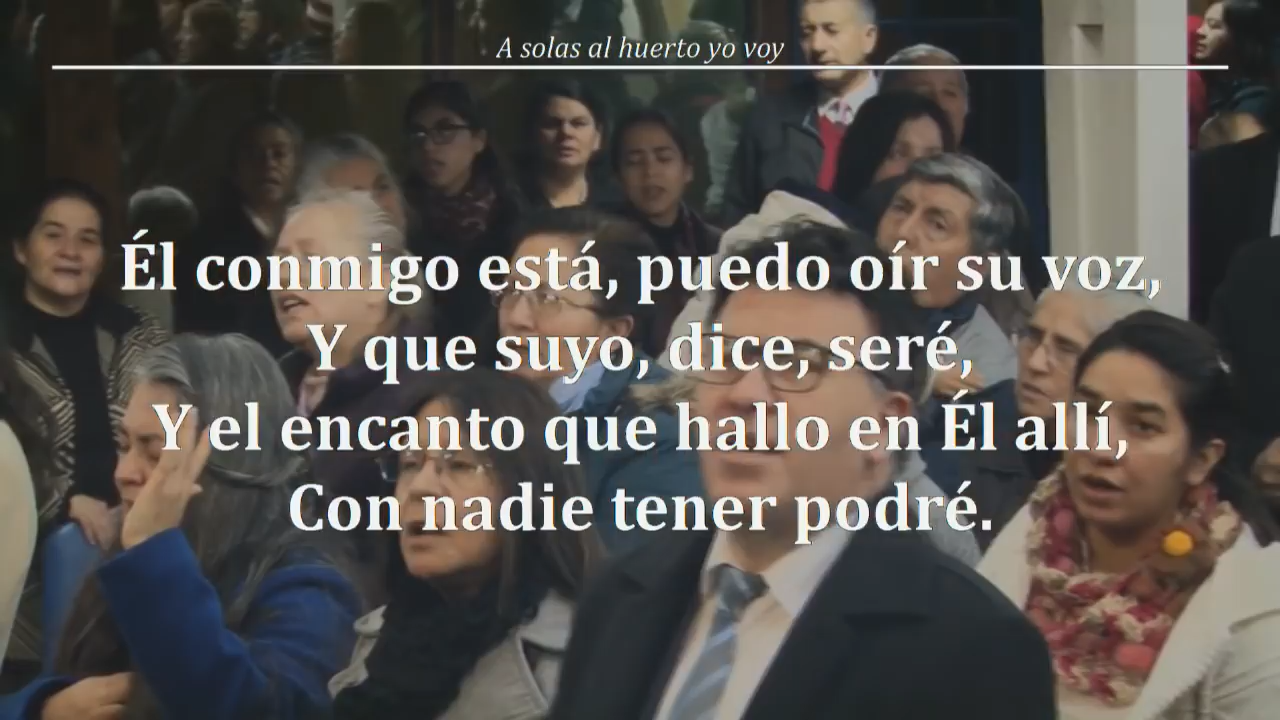 A solas al huerto yo voy
Él conmigo está, puedo oír su voz,
Y que suyo, dice, seré,
Y el encanto que hallo en Él allí,
Con nadie tener podré.